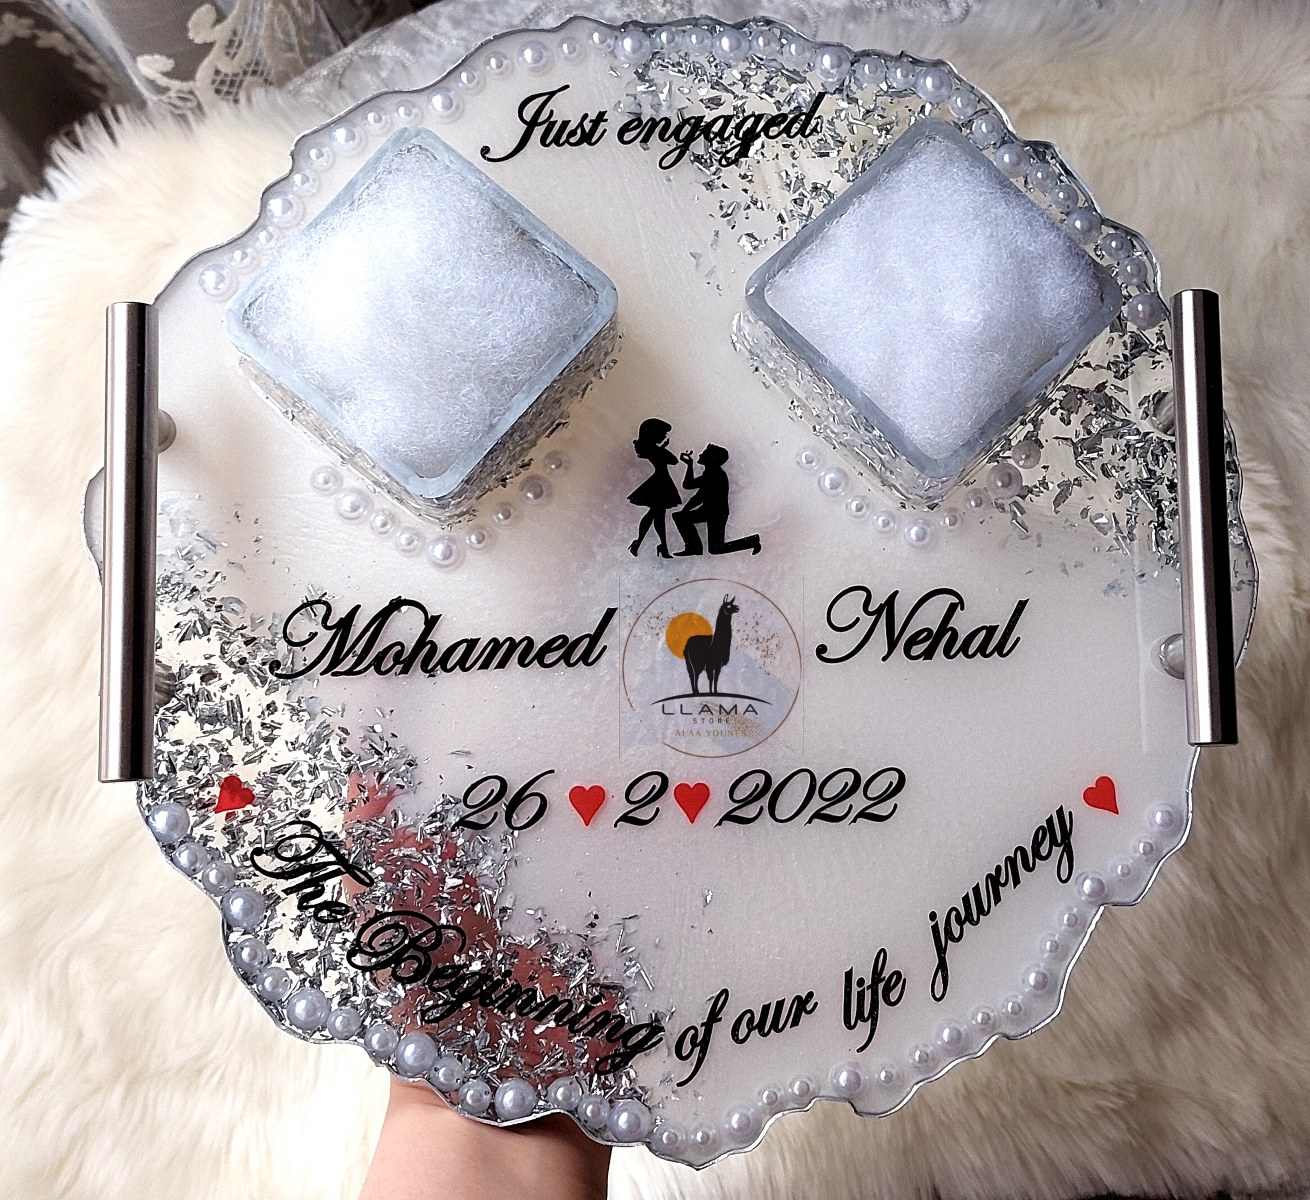 Just engaged
Mohamed
Nehal
LLAMA
STORE
ALAA YOUNES
26 ♥ 2 ♥ 2022
The Beginning of our life journey